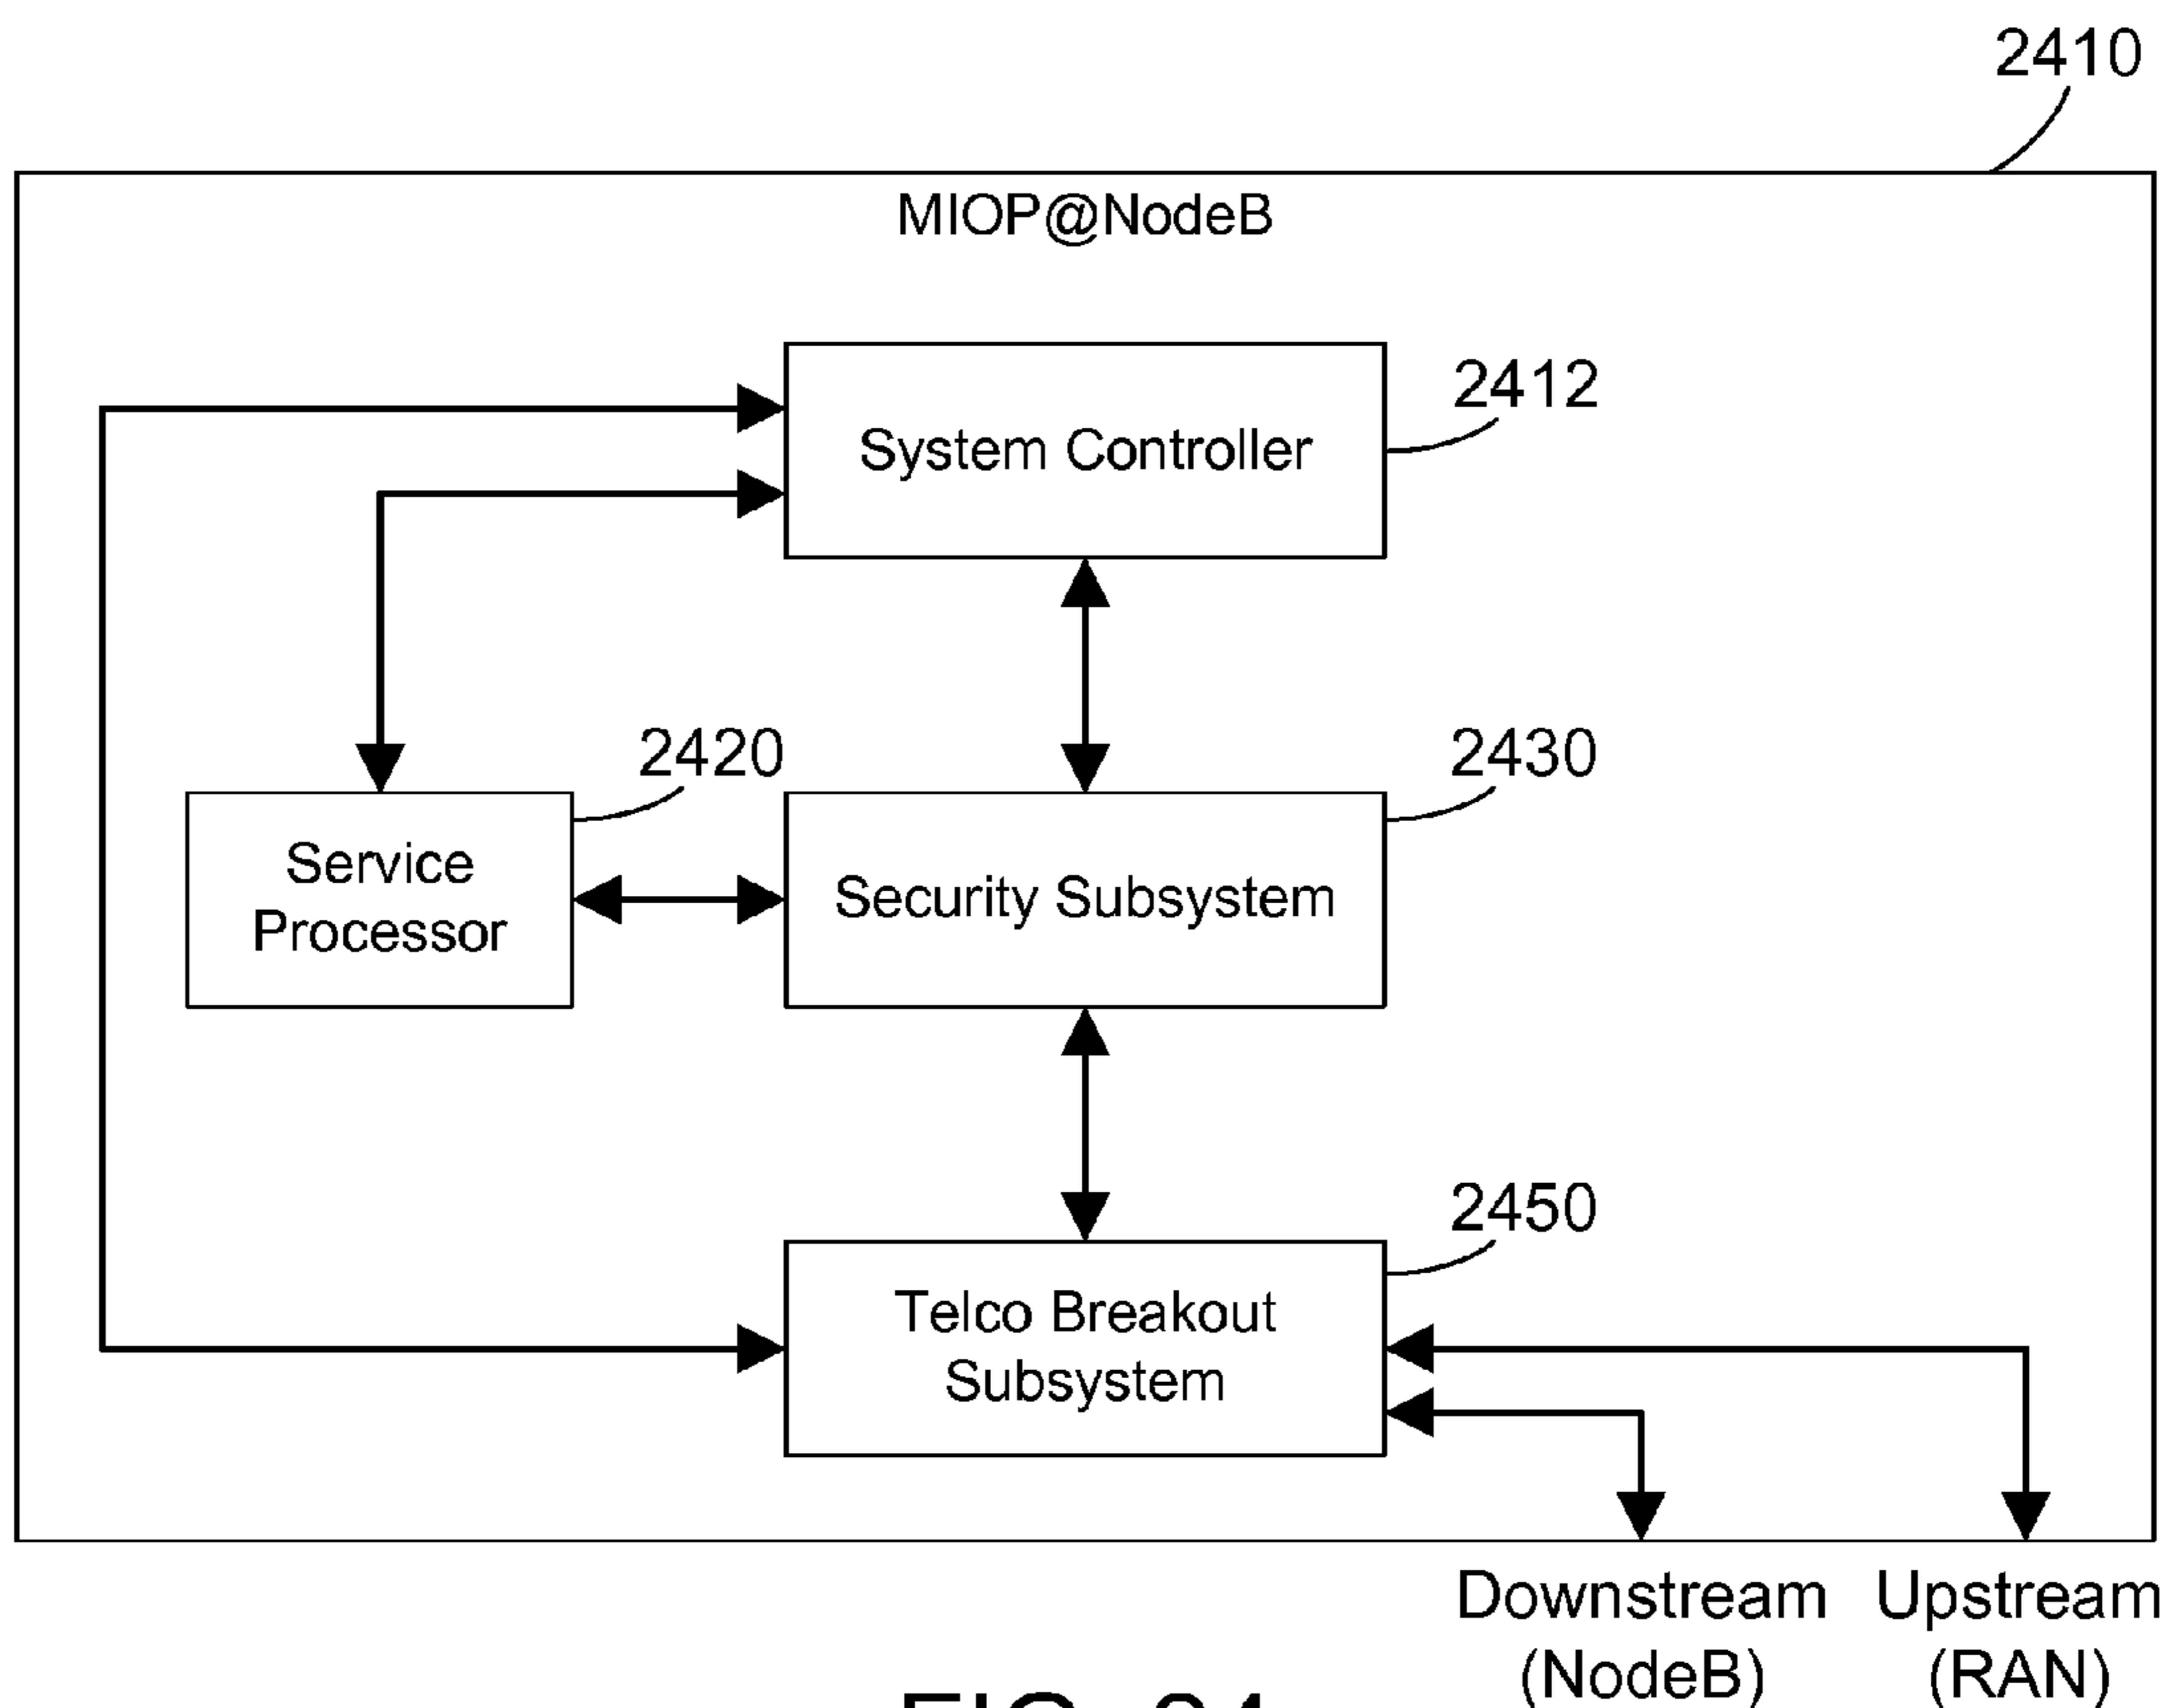 2410
MIOP@NodeB
System Controller
2412
2420
2430
Service
Processor
Security Subsystem
2450
Telco Breakout
Subsystem
Downstream
(NodeB)
Upstream
(RAN)